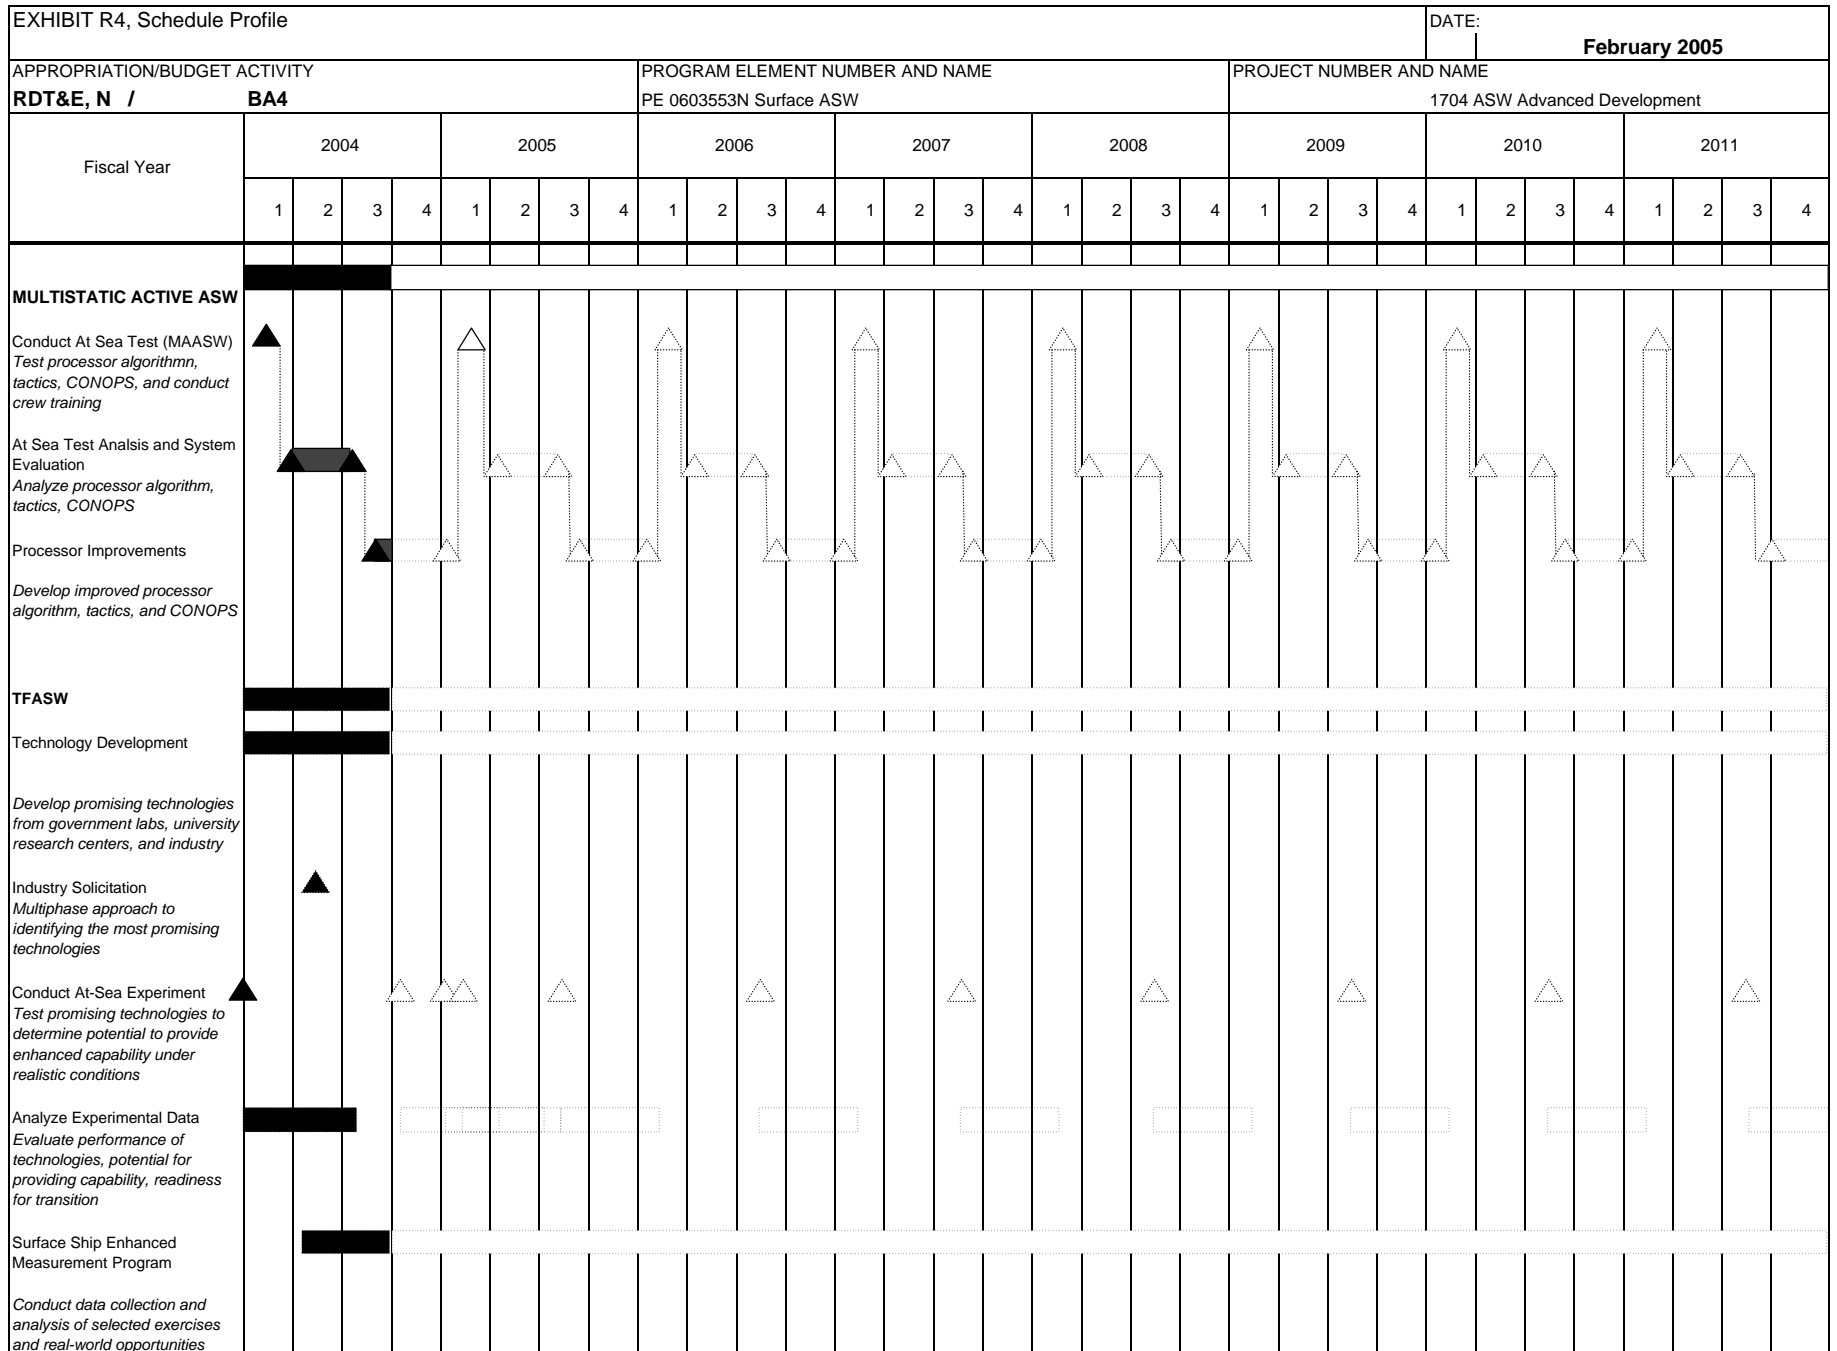 EXHIBIT R4, Schedule Profile
DATE:
February 2005
APPROPRIATION/BUDGET ACTIVITY
PROGRAM ELEMENT NUMBER AND NAME
PROJECT NUMBER AND NAME
RDT&E, N / BA4
PE 0603553N Surface ASW
1704 ASW Advanced Development
Fiscal Year
2004 2005 2006 2007 2008 2009 2010 2011
1 2 3 4 1 2 3 4 1 2 3 4 1 2 3 4 1 2 3 4 1 2 3 4 1 2 3 4 1 2 3 4
MULTISTATIC ACTIVE ASW
Conduct At Sea Test (MAASW)
Test processor algorithmn,
tactics, CONOPS, and conduct
crew training
At Sea Test Analsis and System
Evaluation
Analyze processor algorithm,
tactics, CONOPS
Processor Improvements
Develop improved processor
algorithm, tactics, and CONOPS
TFASW
Technology Development
Develop promising technologies
from government labs, university
research centers, and industry
Industry Solicitation
Multiphase approach to
identifying the most promising
technologies
Conduct At-Sea Experiment
Test promising technologies to
determine potential to provide
enhanced capability under
realistic conditions
Analyze Experimental Data
Evaluate performance of
technologies, potential for
providing capability, readiness
for transition
Surface Ship Enhanced
Measurement Program
Conduct data collection and
analysis of selected exercises
and real-world opportunities